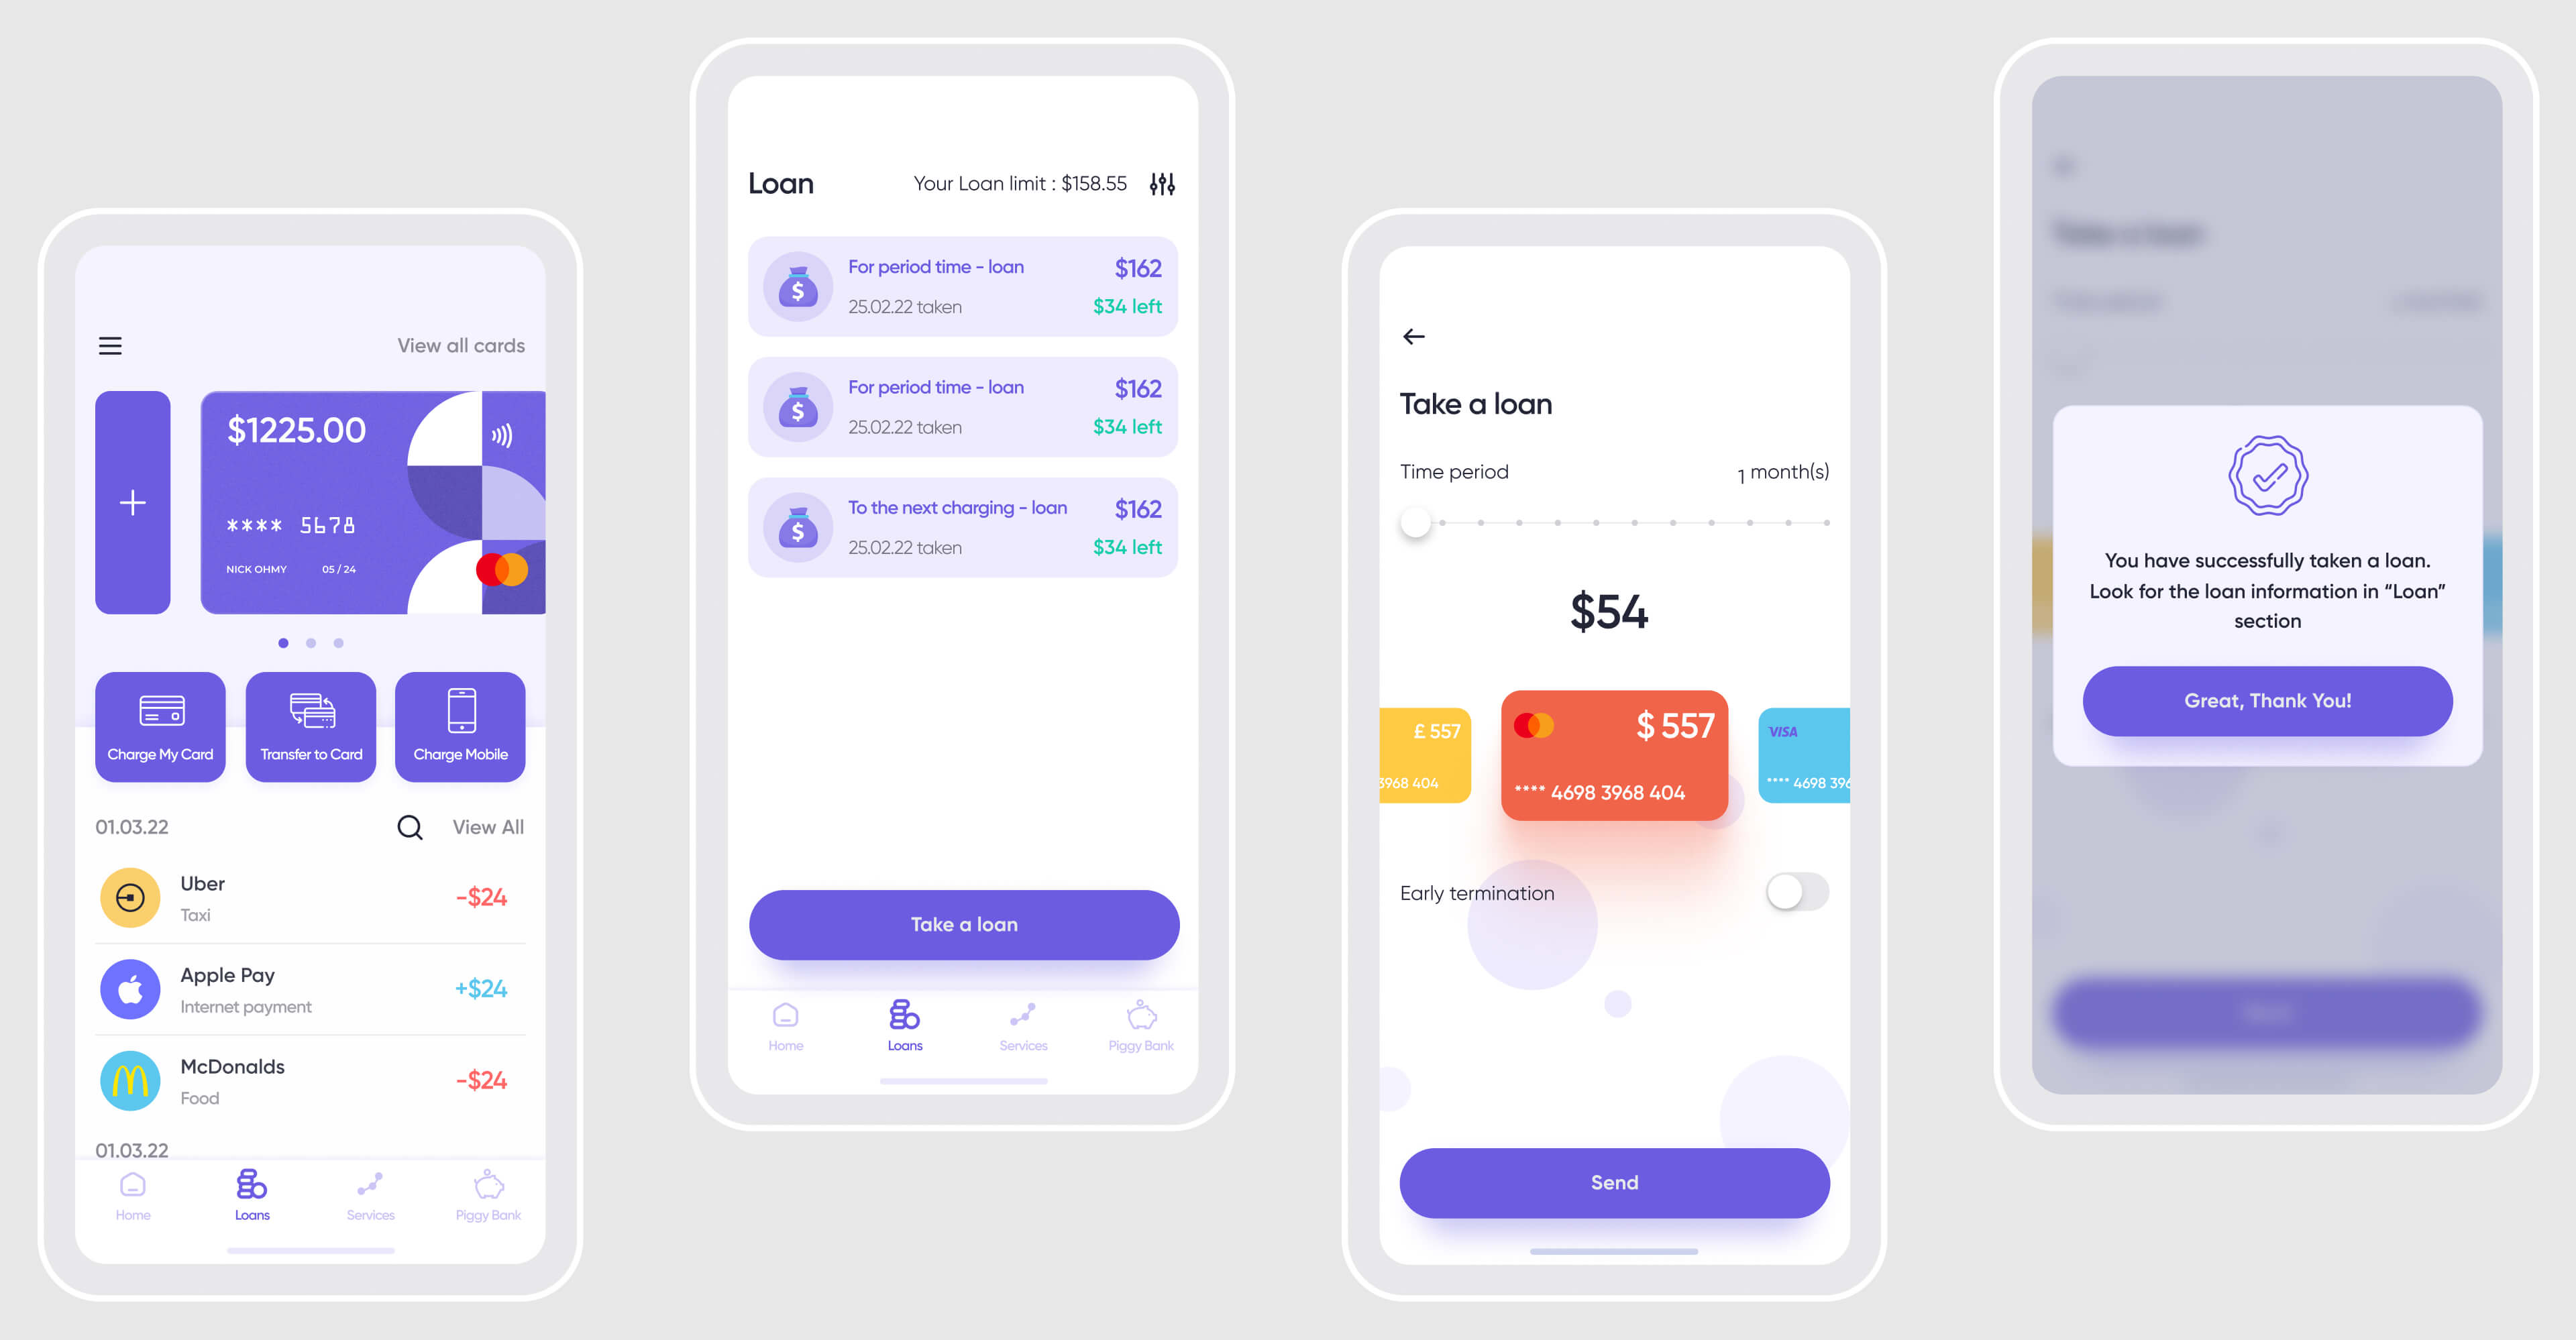 View all cards
$1225.00
**** 5678
NICK OHMY 05 / 24
Charge My Card
Transfer to Card
Charge Mobile
01.03.22 View All
Uber -$24
Taxi
Apple Pay +$24
Internet payment
McDonalds -$24
Food
01.03.22
Home Loans Services Piggy Bank
Loan Your Loan limit : $158.55
For period time - loan $162
25.02.22 taken $34 left
For period time - loan $162
25.02.22 taken $34 left
To the next charging - loan $162
25.02.22 taken $34 left
Take a loan
Home Loans Services Piggy Bank
Take a loan
Time period 1 month(s)
$54
£ 557
3968 404
$ 557
**** 4698 3968 404
VISA
**** 4698 396
Early termination
Send
You have successfully taken a loan.
Look for the loan information in “Loan”
section
Great, Thank You!